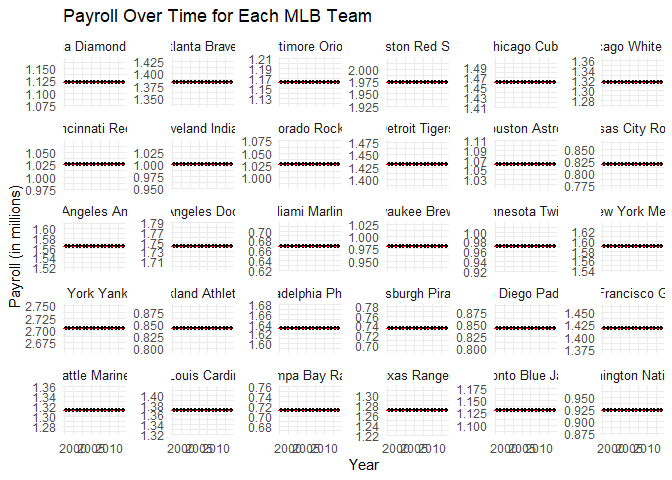 Payroll Over Time for Each MLB Team
a Diamond tlanta Brave timore Orio ston Red S hicago Cub cago White
1.150 1.125 1.100 1.075
1.425 1.400 1.375 1.350
1.21 1.19 1.17 1.15 1.13
2.000 1.975 1.950 1.925
1.49 1.47 1.45 1.43 1.41
1.36 1.34 1.32 1.30 1.28
ncinnati Re eveland India orado Rock Detroit Tigers ouston Astro sas City Ro
1.050 1.025 1.000 0.975
1.025 1.000 0.975 0.950
1.075 1.050 1.025 1.000
1.475 1.450 1.425 1.400
1.11 1.09 1.07 1.05 1.03
0.850 0.825 0.800 0.775
Angeles An Angeles Dod liami Marlin aukee Brew nnesota Twi ew York Me
1.60 1.58 1.56 1.54 1.52
1.79 1.77 1.75 1.73 1.71
0.70 0.68 0.66 0.64 0.62
1.025 1.000 0.975 0.950
1.00 0.98 0.96 0.94 0.92
1.62 1.60 1.58 1.56 1.54
York Yank kland Athlet adelphia Ph sburgh Pira Diego Pad Francisco G
2.750 2.725 2.700 2.675
0.875 0.850 0.825 0.800
1.68 1.66 1.64 1.62 1.60
0.78 0.76 0.74 0.72 0.70
0.875 0.850 0.825 0.800
1.450 1.425 1.400 1.375
attle Marine Louis Cardin mpa Bay Ra xas Ranger onto Blue Ja hington Nati
1.36 1.34 1.32 1.30 1.28
1.40 1.38 1.36 1.34 1.32
0.76 0.74 0.72 0.70 0.68
1.30 1.28 1.26 1.24 1.22
1.175 1.150 1.125 1.100
0.950 0.925 0.900 0.875
2000 2005 2010 2000 2005 2010 2000 2005 2010 2000 2005 2010 2000 2005 2010 2000 2005 2010
Year
Payroll (in millions)